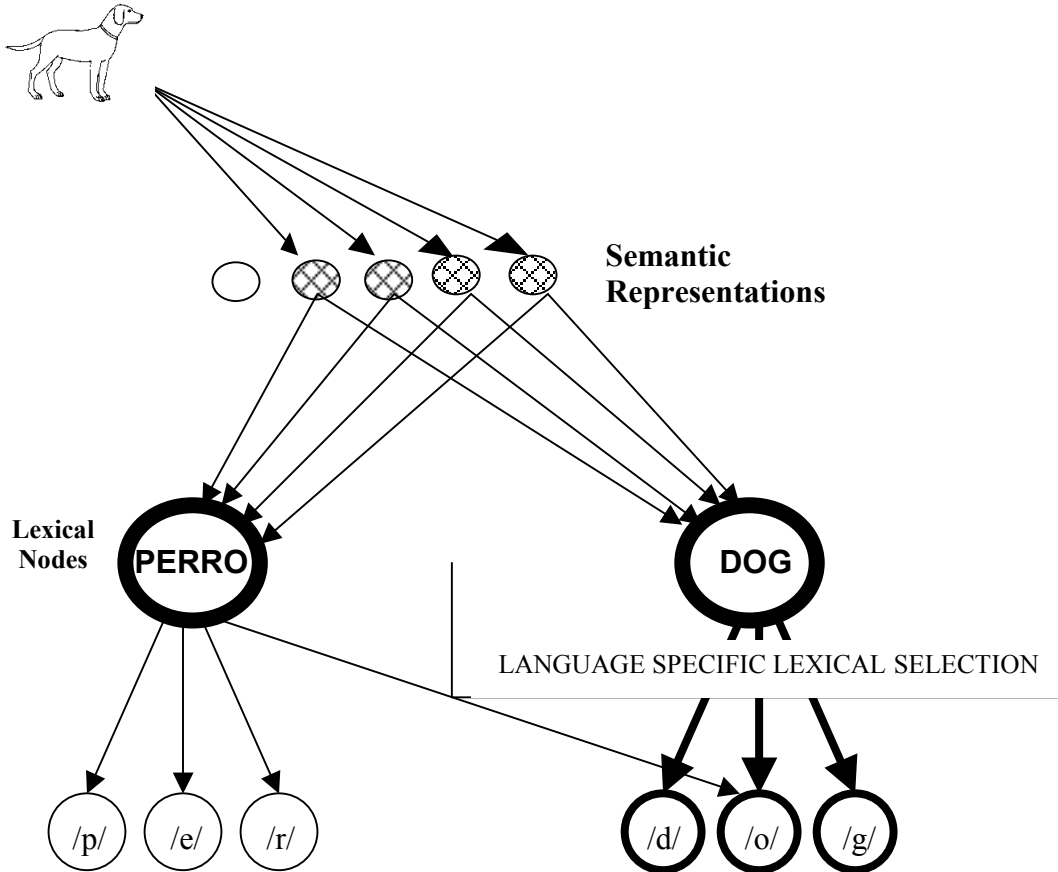 Semantic
Representations
Lexical
Nodes
PERRO
DOG
LANGUAGE SPECIFIC LEXICAL SELECTION
/p/ /e/ /r/ /d/ /o/ /g/